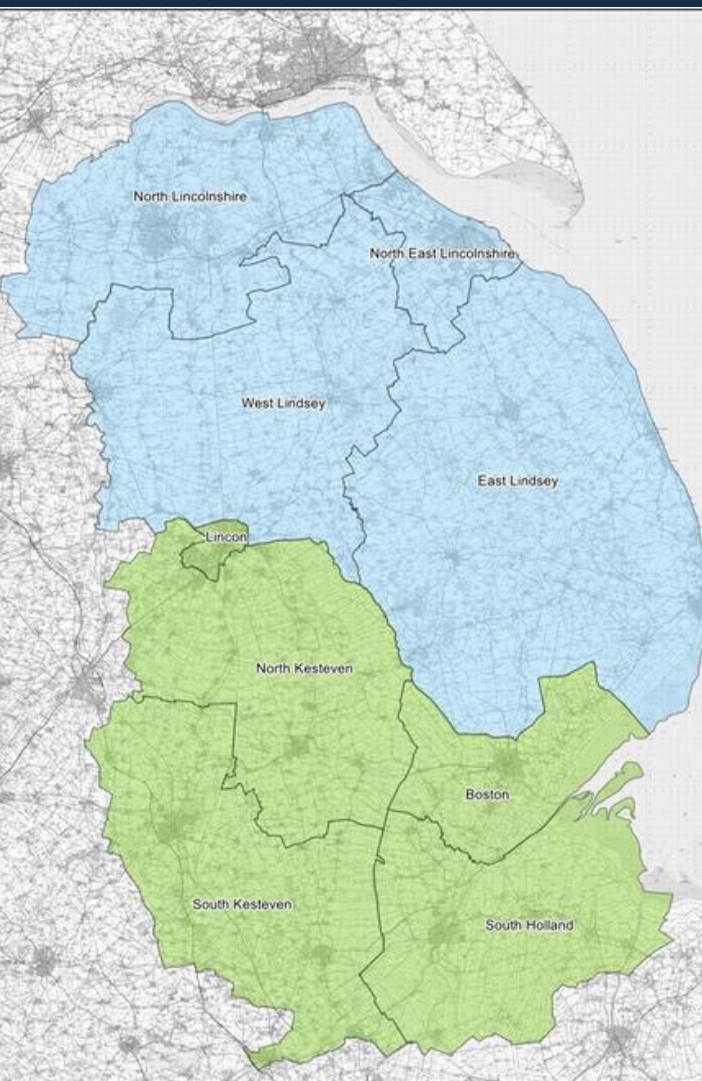 North Lincolnshire
North East Lincolnshire
West Lindsey
East Lindsey
Lincon
North Kesteven
Boston
South Kesteven
South Holland